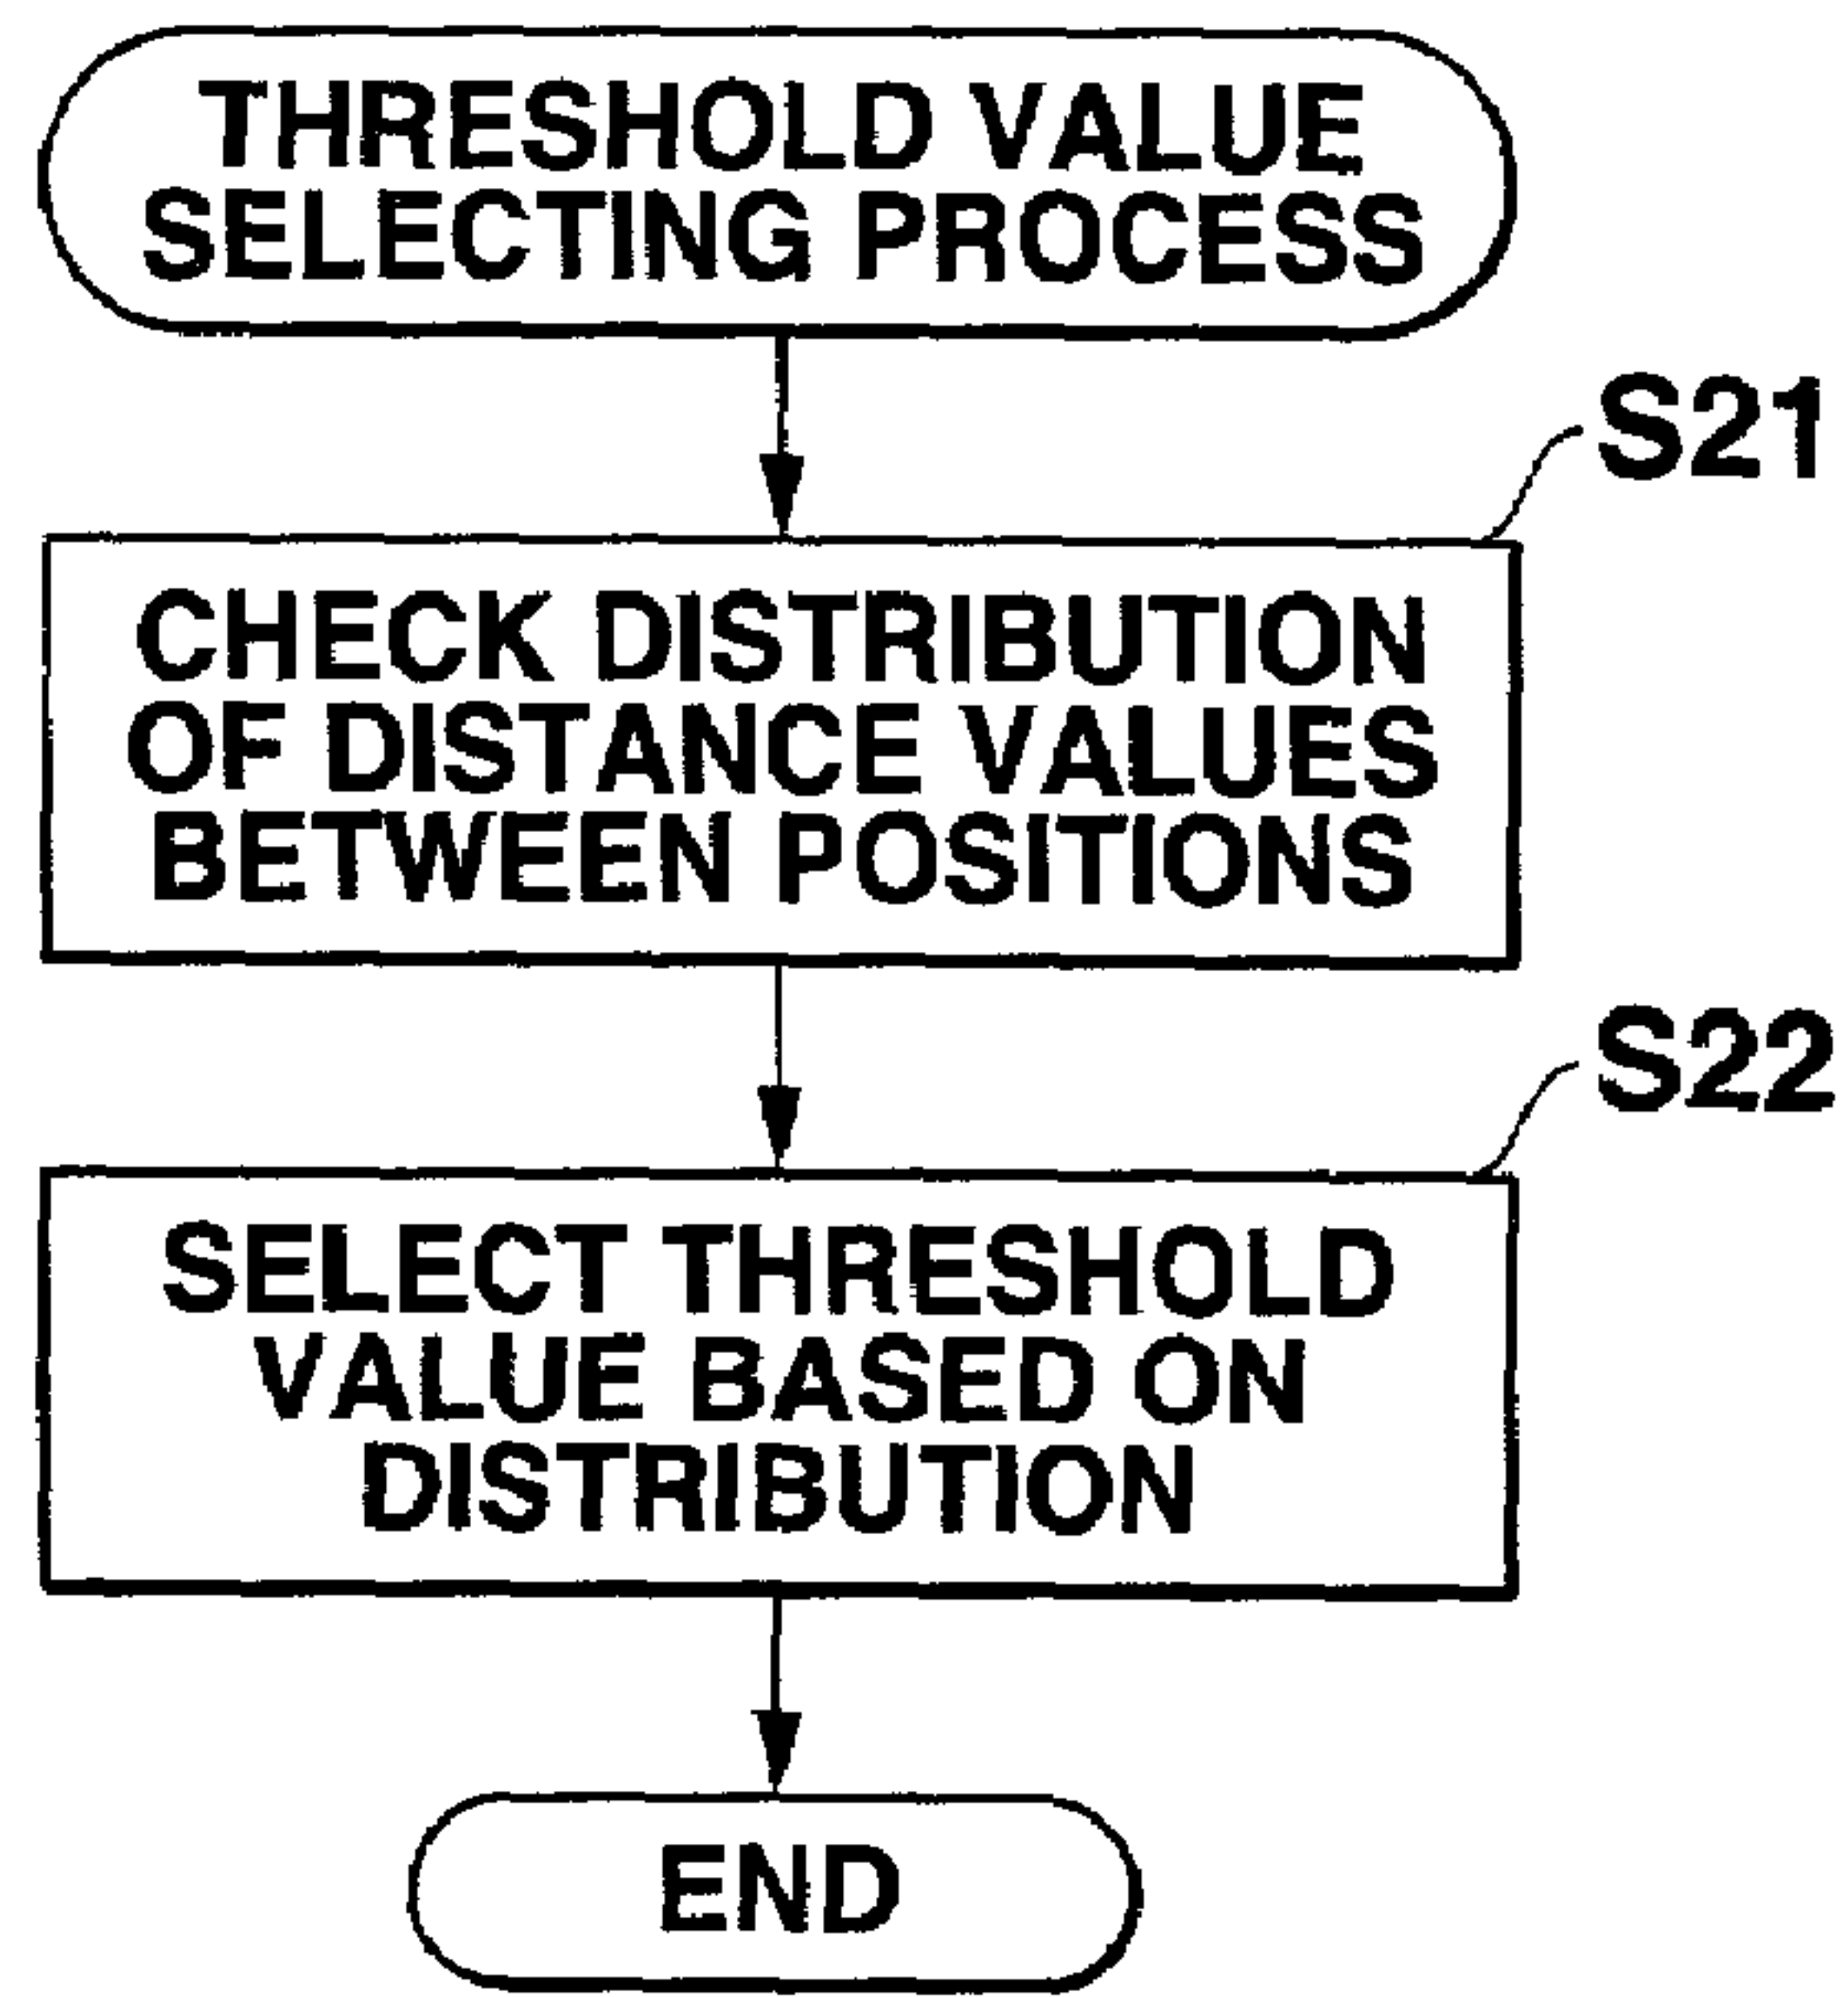 THRESHOLD VALUE
SELECTING PROCESS
S21
CHECK DISTRIBUTION
OF DISTANCE VALUES
BETWEEN POSITIONS
S22
SELECT THRESHOLD
VALUE BASED ON
DISTRIBUTION
END